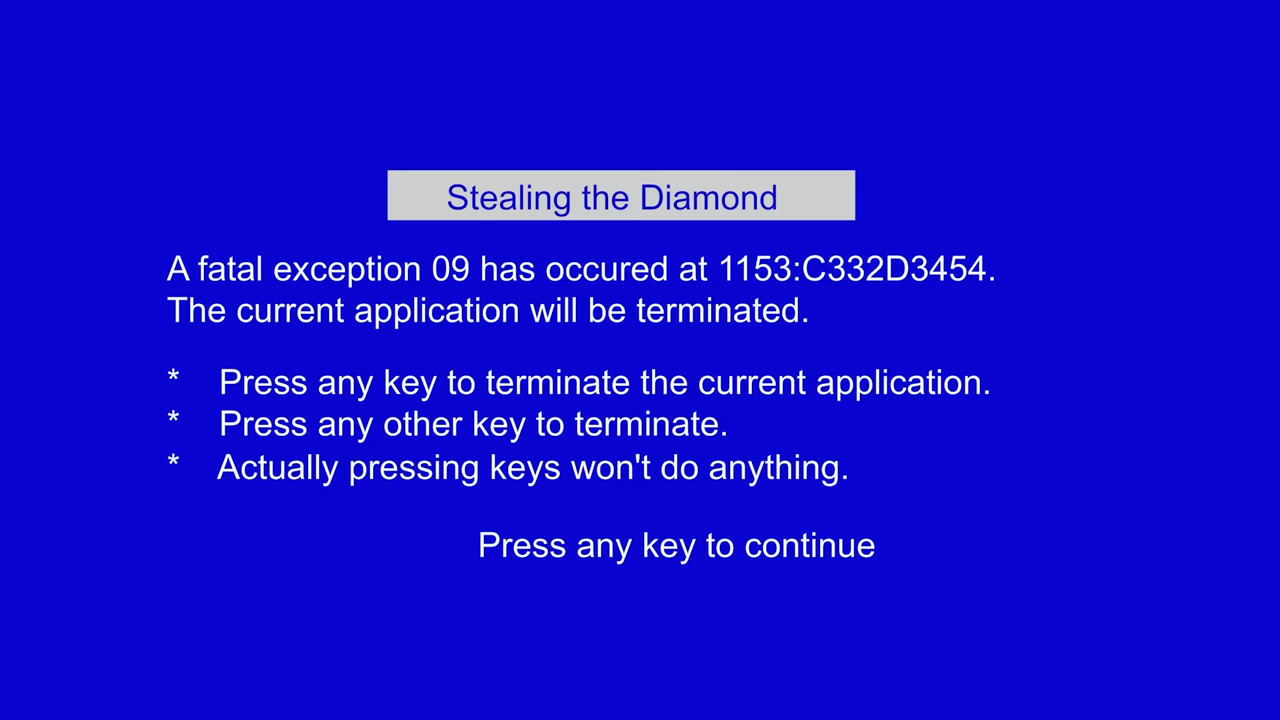 Stealing the Diamond
A fatal exception 09 has occured at 1153:C332D3454.
The current application will be terminated.
* Press any key to terminate the current application.
* Press any other key to terminate.
* Actually pressing keys won't do anything.
Press any key to continue